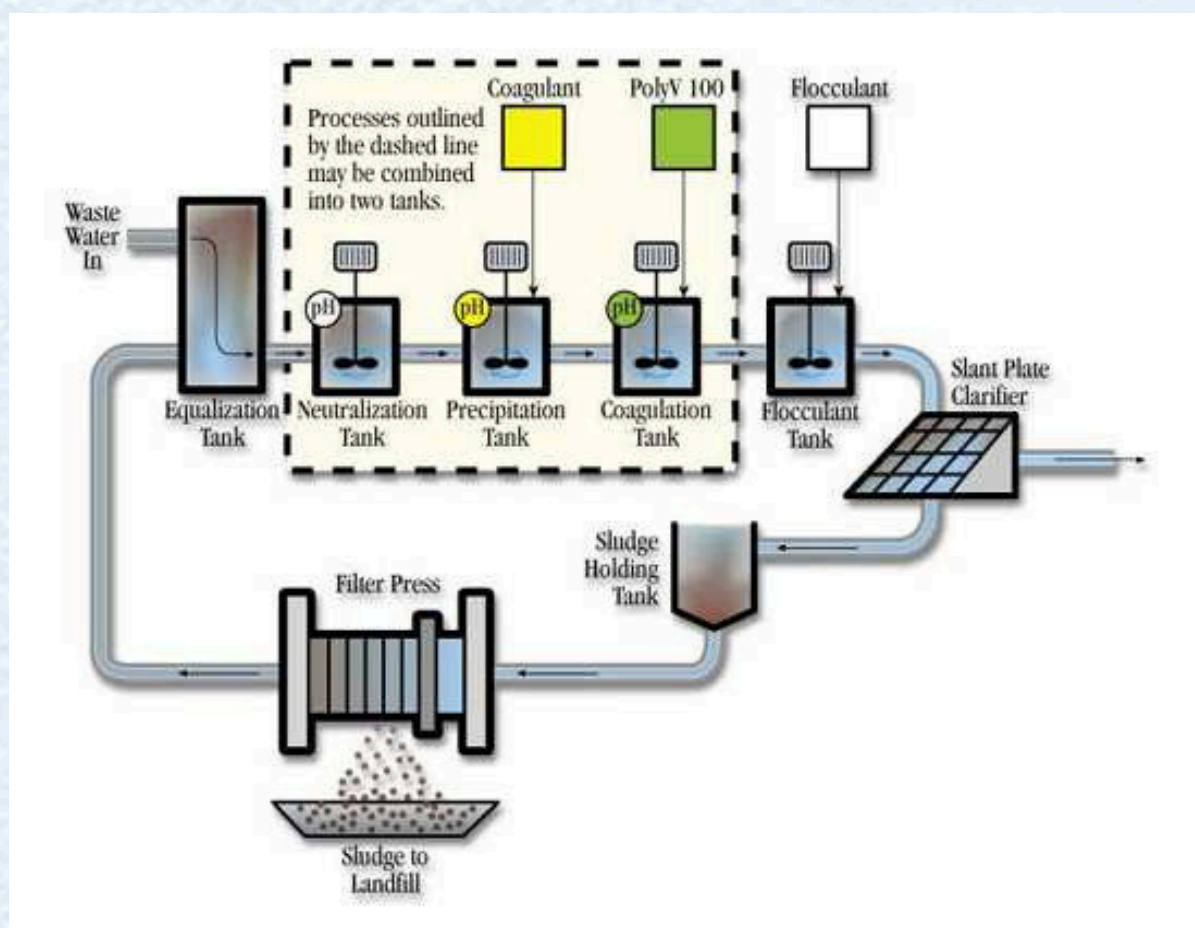 Coagulant
PolyV 100
Flocculant
Processes outlined
by the dashed line
may be combined
into two tanks.
Waste
Water
In
pH
pH
pH
Equalization
Tank
Neutralization
Tank
Precipitation
Tank
Coagulation
Tank
Flocculant
Tank
Slant Plate
Clarifier
Sludge
Holding
Tank
Filter Press
Sludge to
Landfill